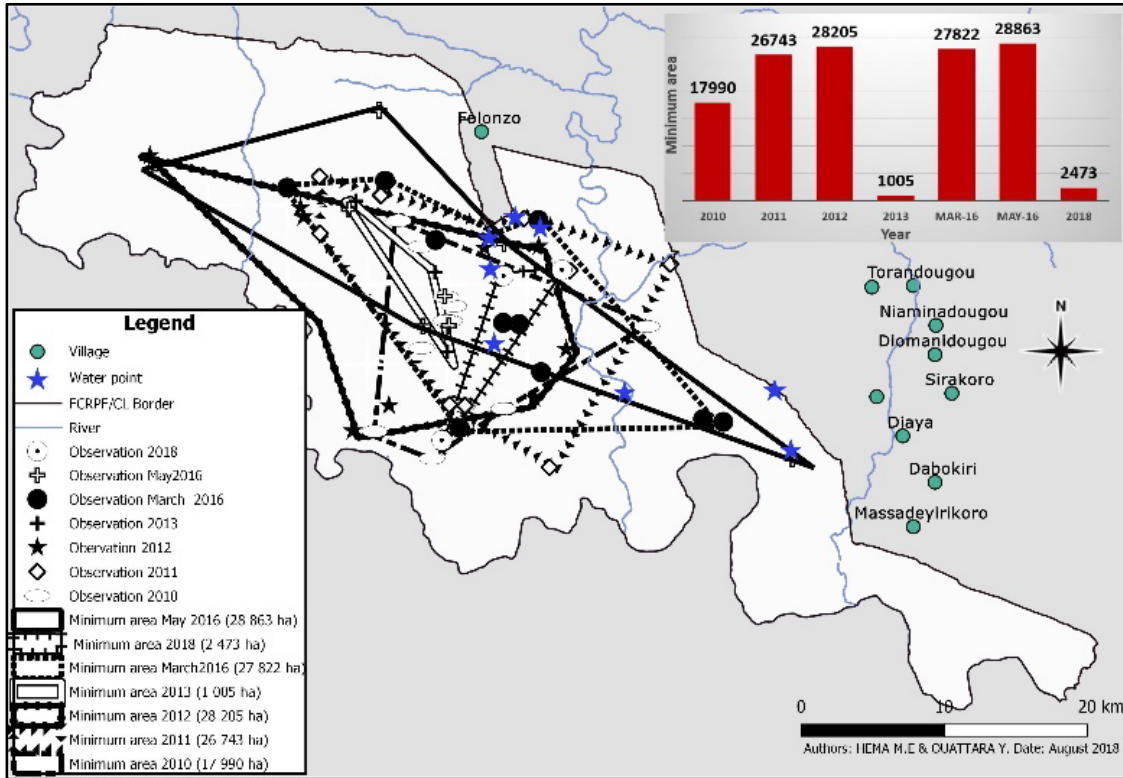 28205
28863
27822
26743
17990
2473
1005
Minimum area
2010
2011
2012
2013
MAR-16
MAY-16
2018
Year
Folonzo
Torandougou
Niaminadougou
Diomanidougou
Sirakoro
Diaya
Dabokiri
Massadeyirikoro
N
Legend
Village
Water point
FCRPF/CL Border
River
Observation 2018
Observation May2016
Observation March 2016
Observation 2013
Obervation 2012
Observation 2011
Observation 2010
Minimum area May 2016 (28 863 ha)
Minimum area 2018 (2 473 ha)
Minimum area March2016 (27 822 ha)
Minimum area 2013 (1 005 ha)
Minimum area 2012 (28 205 ha)
Minimum area 2011 (26 743 ha)
Minimum area 2010 (17 990 ha)
0
10
20 km
Authors: HEMA M.E & OUATTARA Y. Date: August 2018